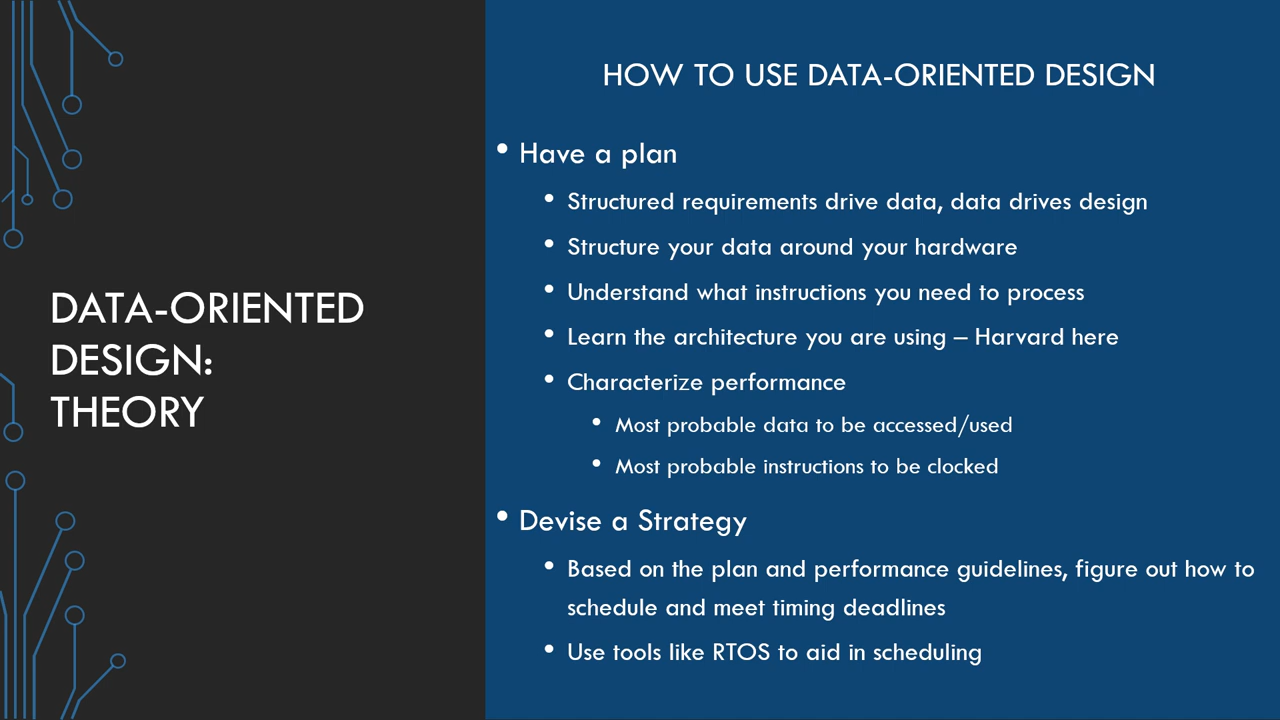 DATA-ORIENTED
DESIGN:
THEORY
HOW TO USE DATA-ORIENTED DESIGN
• Have a plan
• Structured requirements drive data, data drives design
• Structure your data around your hardware
• Understand what instructions you need to process
• Learn the architecture you are using – Harvard here
• Characterize performance
• Most probable data to be accessed/used
• Most probable instructions to be clocked
• Devise a Strategy
• Based on the plan and performance guidelines, figure out how to
schedule and meet timing deadlines
• Use tools like RTOS to aid in scheduling